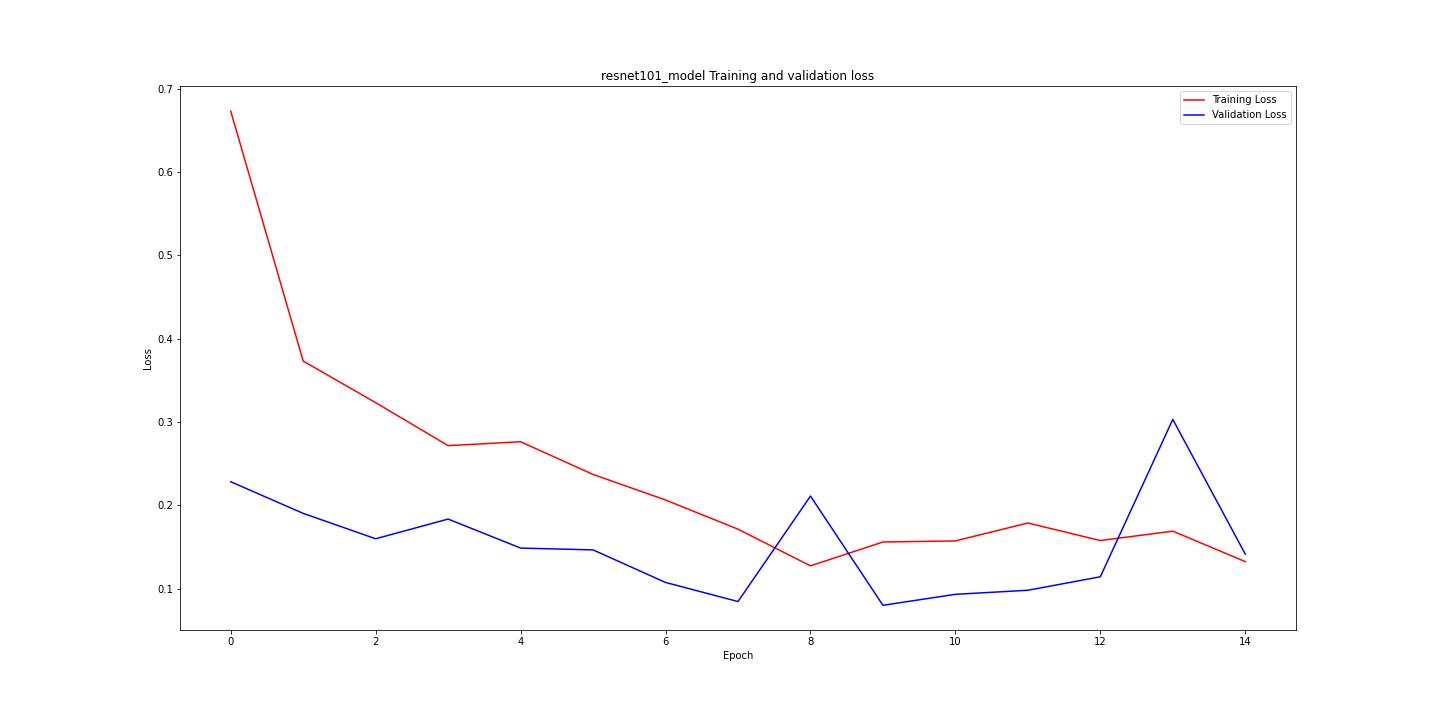 resnet101_model Training and validation loss
Training Loss
Validation Loss
0.7
0.6
0.5
0.4
0.3
0.2
0.1
Loss
0 2 4 6 8 10 12 14
Epoch